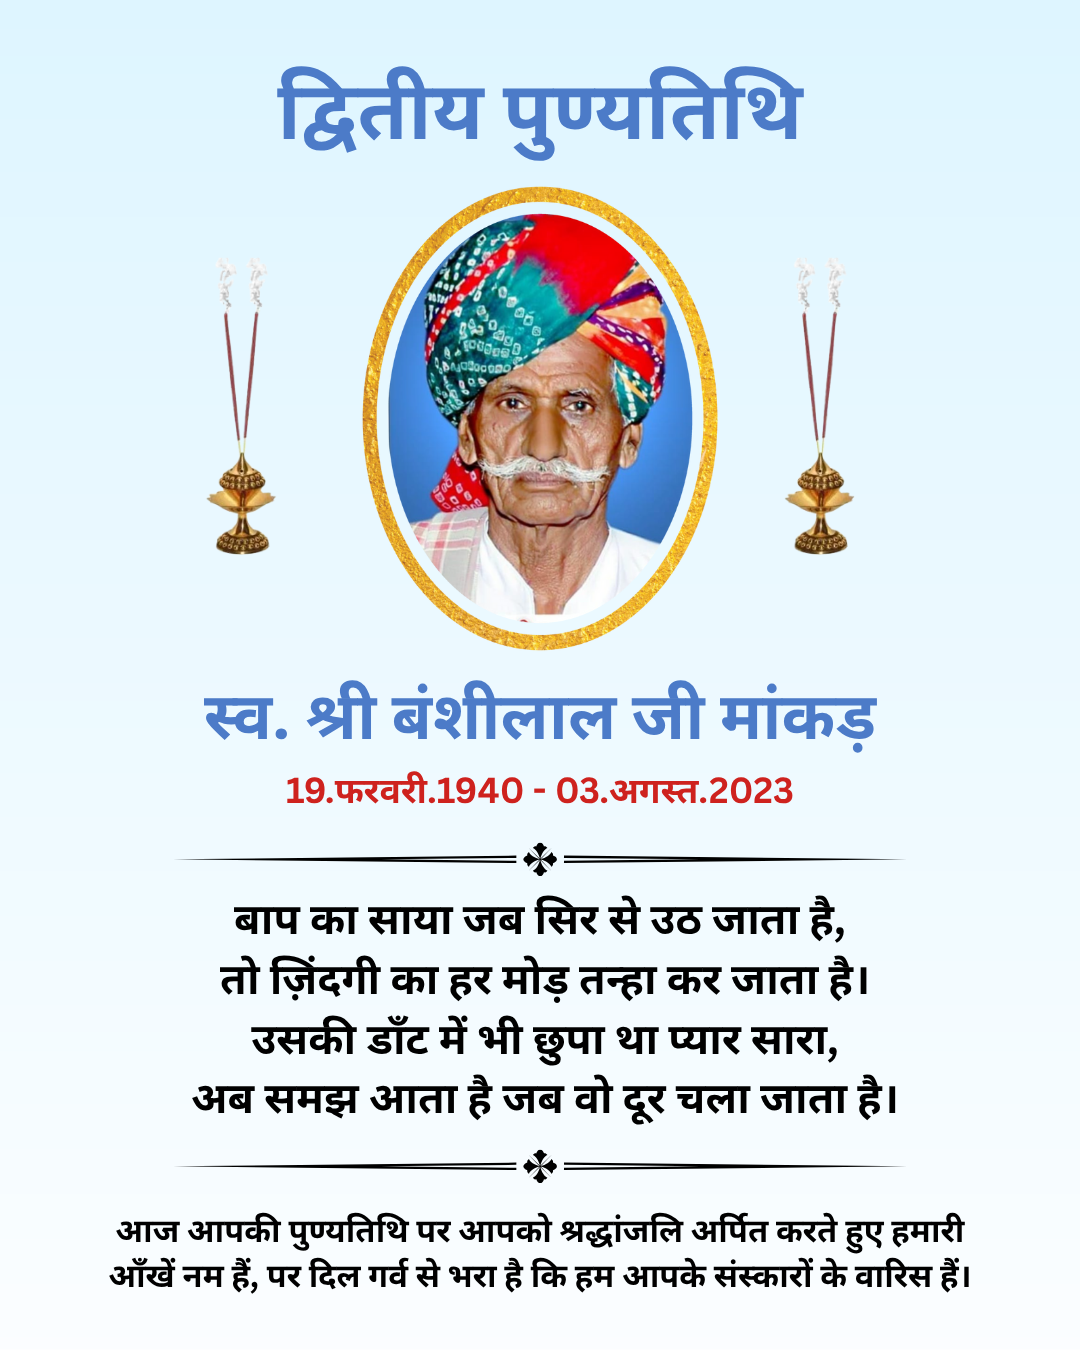 द्वितीय पुण्यतिथि
स्व. श्री बंशीलाल जी मांकड़
19.फरवरी.1940 - 03.अगस्त.2023
बाप का साया जब सिर से उठ जाता है,
तो ज़िंदगी का हर मोड़ तन्हा कर जाता है।
उसकी डाँट में भी छुपा था प्यार सारा,
अब समझ आता है जब वो दूर चला जाता है।
आज आपकी पुण्यतिथि पर आपको श्रद्धांजलि अर्पित करते हुए हमारी
आँखें नम हैं, पर दिल गर्व से भरा है कि हम आपके संस्कारों के वारिस हैं।